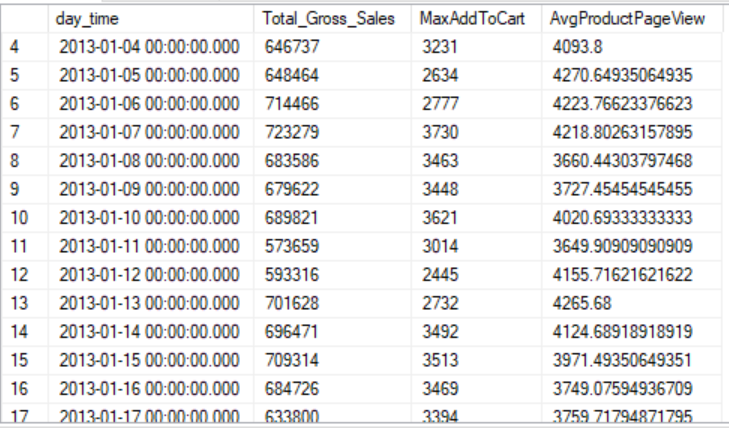 day_time Total_Gross_Sales MaxAddToCart AvgProductPageView
4 2013-01-04 00:00:00.000 646737 3231 4093.8
5 2013-01-05 00:00:00.000 648464 2634 4270.64935064935
6 2013-01-06 00:00:00.000 714466 2777 4223.76623376623
7 2013-01-07 00:00:00.000 723279 3730 4218.80263157895
8 2013-01-08 00:00:00.000 683586 3463 3660.44303797468
9 2013-01-09 00:00:00.000 679622 3448 3727.45454545455
10 2013-01-10 00:00:00.000 689821 3621 4020.69333333333
11 2013-01-11 00:00:00.000 573659 3014 3649.90909090909
12 2013-01-12 00:00:00.000 593316 2445 4155.71621621622
13 2013-01-13 00:00:00.000 701628 2732 4265.68
14 2013-01-14 00:00:00.000 696471 3492 4124.68918918919
15 2013-01-15 00:00:00.000 709314 3513 3971.49350649351
16 2013-01-16 00:00:00.000 684726 3469 3749.07594936709
17 2013-01-17 00:00:00.000 633800 3394 3759.71794871795